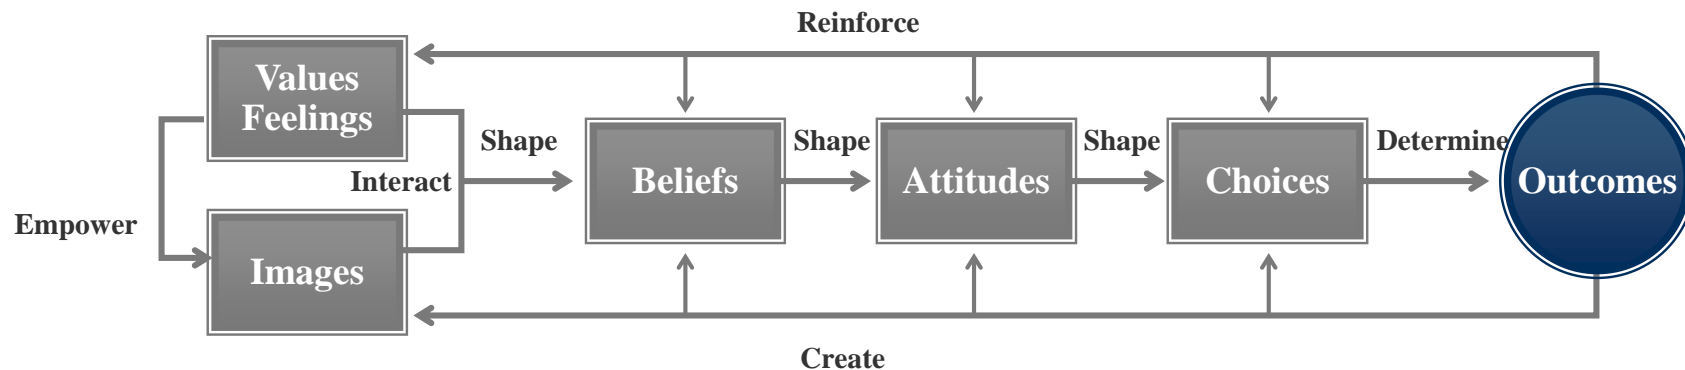 Reinforce
Values
Feelings
Shape
Shape
Shape
Determine
Interact
Beliefs
Attitudes
Choices
Outcomes
Empower
Images
Create